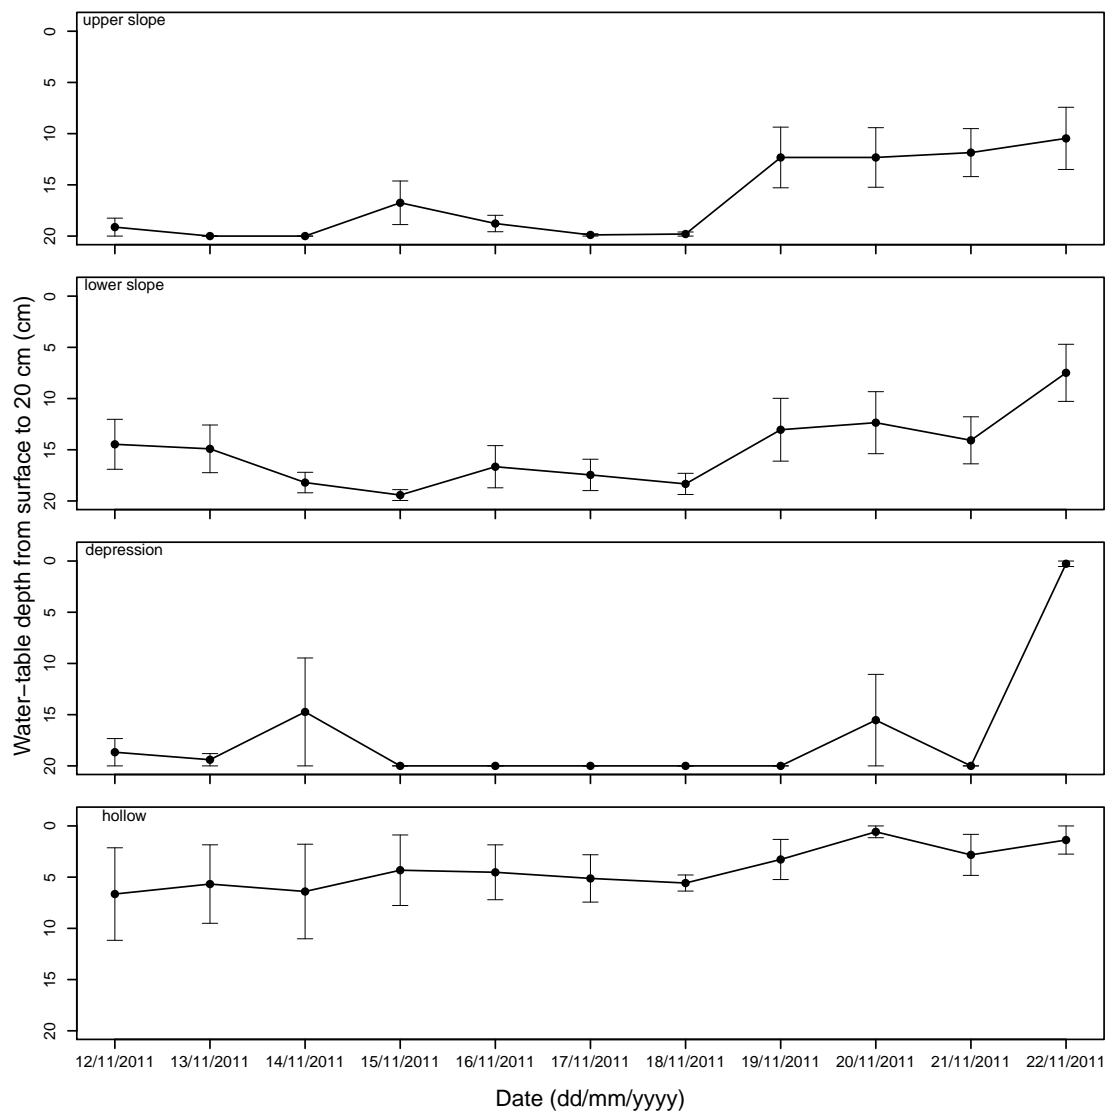 upper slope
0
5
10
15
20
lower slope
0
5
10
15
20
depression
0
5
10
15
20
hollow
0
5
10
15
20
Water−table depth from surface to 20 cm (cm)
12/11/2011 13/11/2011 14/11/2011 15/11/2011 16/11/2011 17/11/2011 18/11/2011 19/11/2011 20/11/2011 21/11/2011 22/11/2011
Date (dd/mm/yyyy)